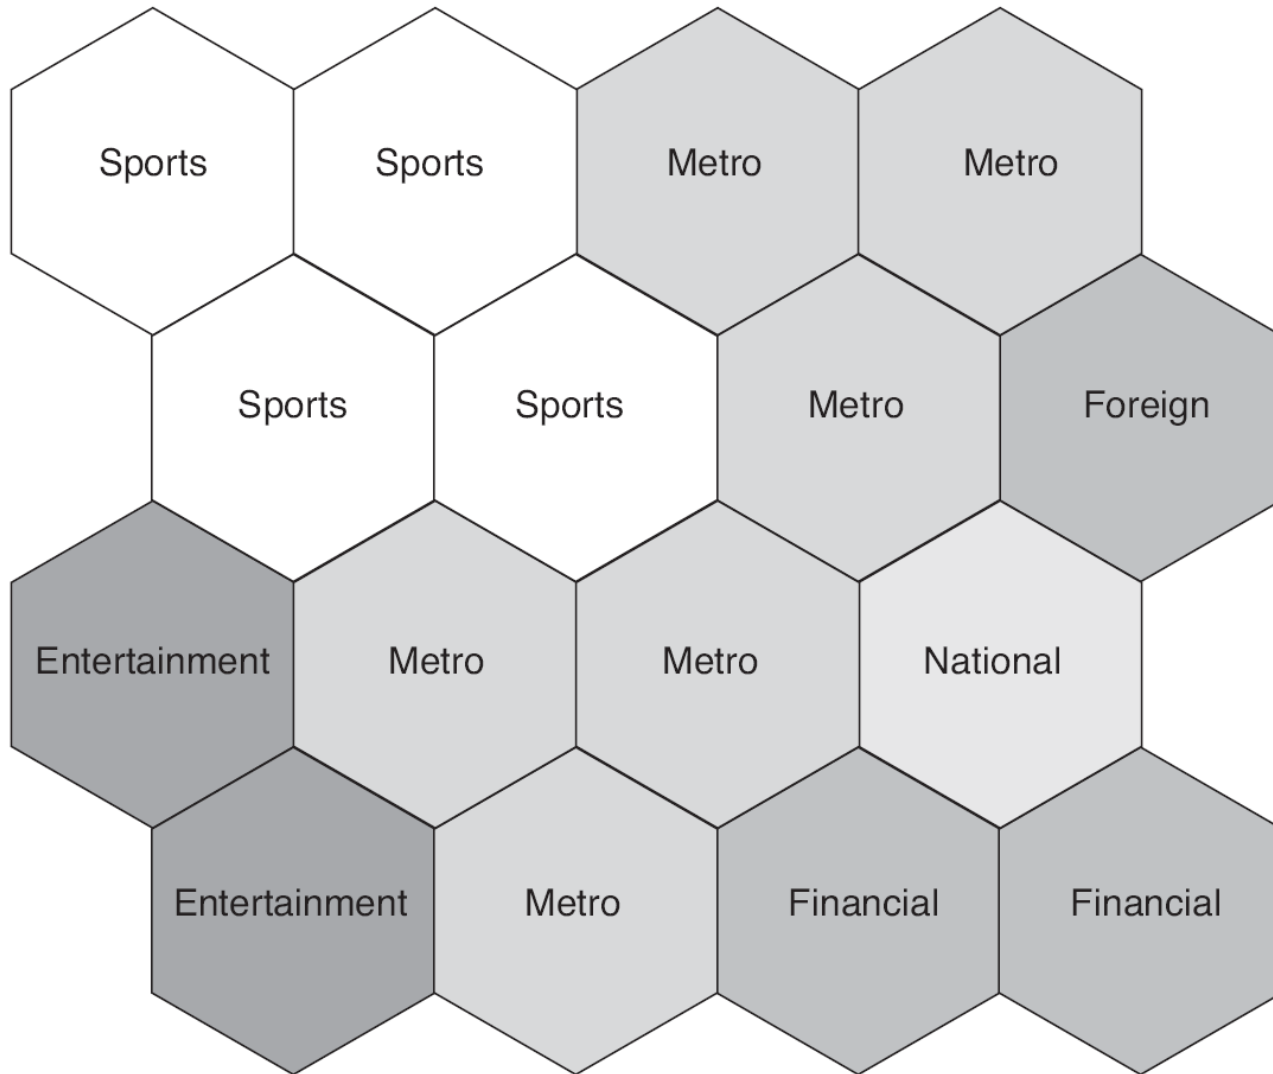 Sports Sports Metro Metro
Sports Sports Metro Foreign
Entertainment Metro Metro National
Entertainment Metro Financial Financial